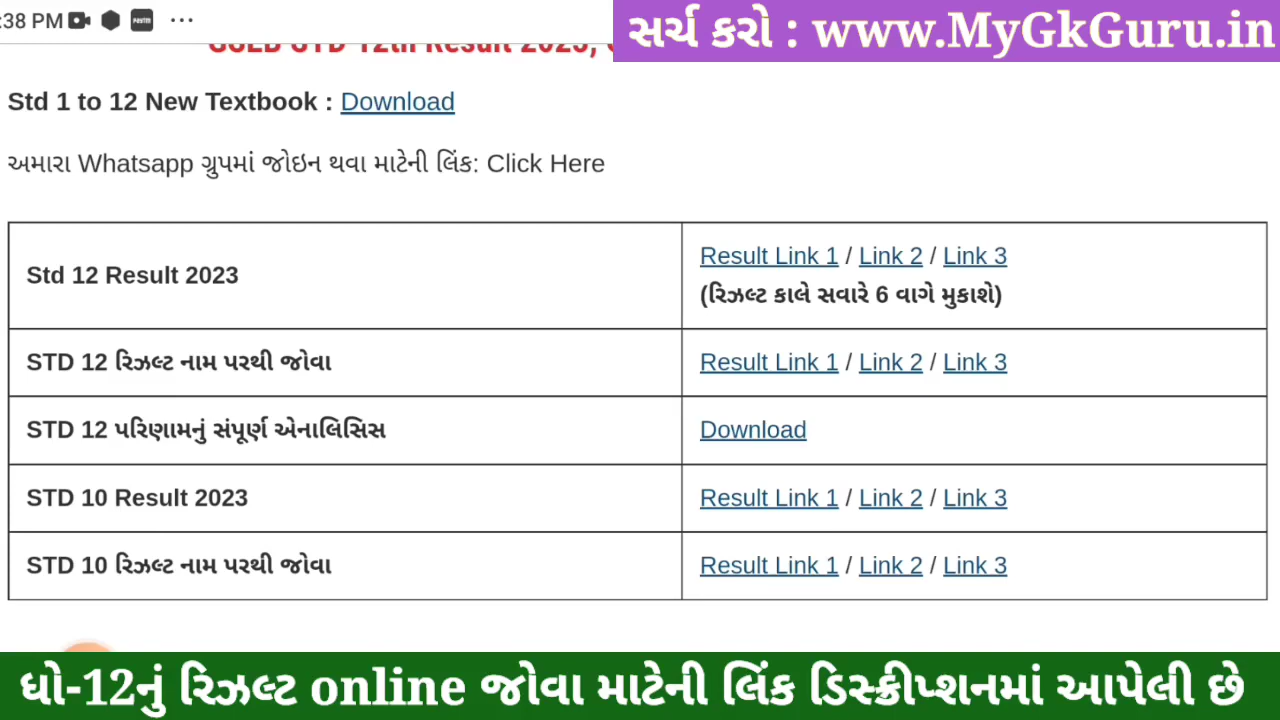 :38 PM
સર્ચ કરો : www.MyGkGuru.in
Std 1 to 12 New Textbook : Download
અમારા Whatsapp ગ્રુપમાં જોઇન થવા માટેની લિંક: Click Here
Std 12 Result 2023
Result Link 1 / Link 2 / Link 3
(રિઝલ્ટ કાલે સવારે 6 વાગે મુકાશે)
STD 12 રિઝલ્ટ નામ પરથી જોવા
Result Link 1 / Link 2 / Link 3
STD 12 પરિણામનું સંપૂર્ણ એનાલિસિસ
Download
STD 10 Result 2023
Result Link 1 / Link 2 / Link 3
STD 10 રિઝલ્ટ નામ પરથી જોવા
Result Link 1 / Link 2 / Link 3
ધો-12નું રિઝલ્ટ online જોવા માટેની લિંક ડિસ્ક્રીપ્શનમાં આપેલી છે